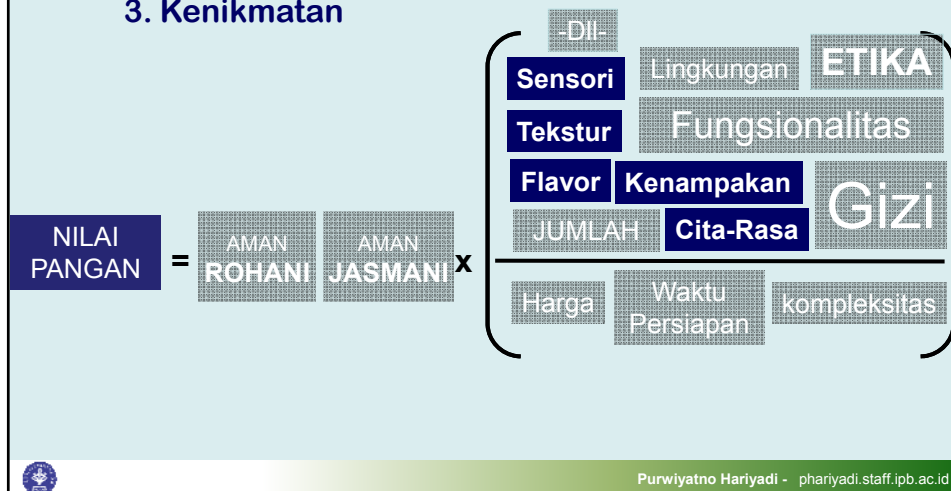 3. Kenikmatan
-Dll-
Sensori Lingkungan ETIKA
Tekstur Fungsionalitas
Flavor Kenampakan Gizi
JUMLAH Cita-Rasa
NILAI
PANGAN
=
AMAN
ROHANI
AMAN
JASMANI
x
Harga
Waktu
Persiapan
kompleksitas
Purwiyatno Hariyadi - phariyadi.staff.ipb.ac.id